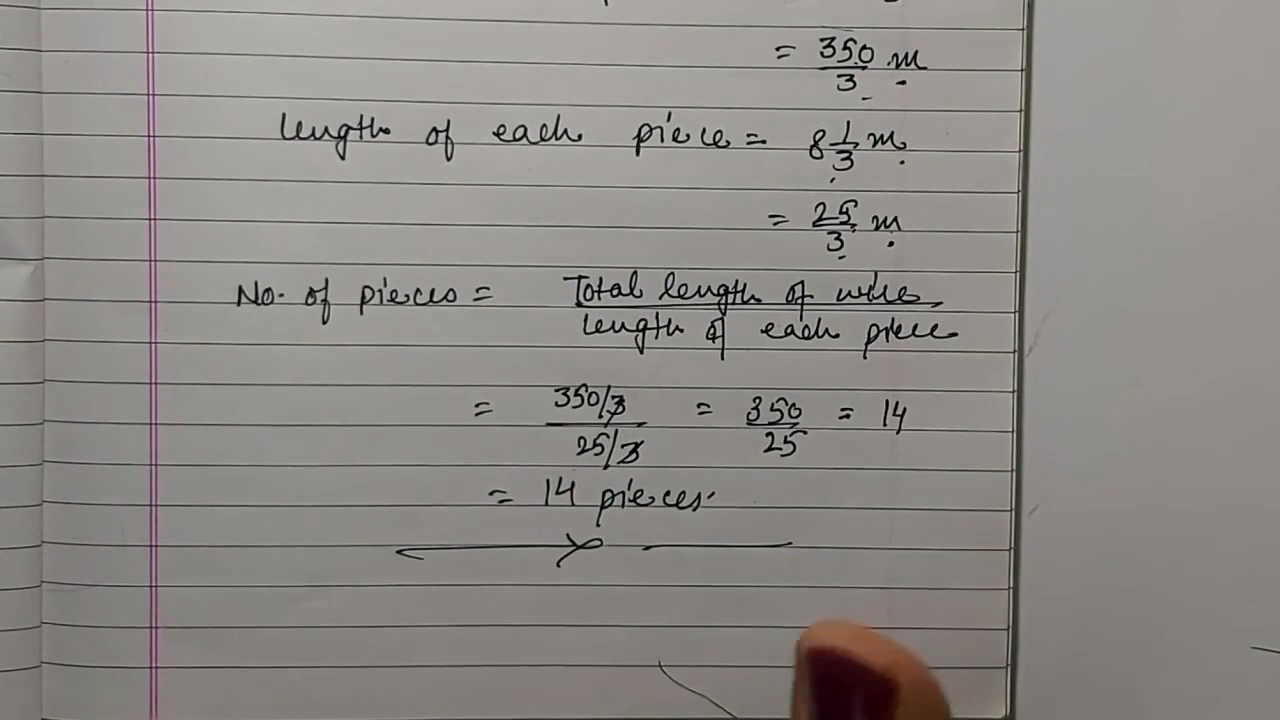 = 350/3 m
length of each piece = 8 1/3 m
= 25/3 m
No. of pieces = Total length of wire / length of each piece
= 350/3 / 25/3 = 350/25 = 14
= 14 pieces.